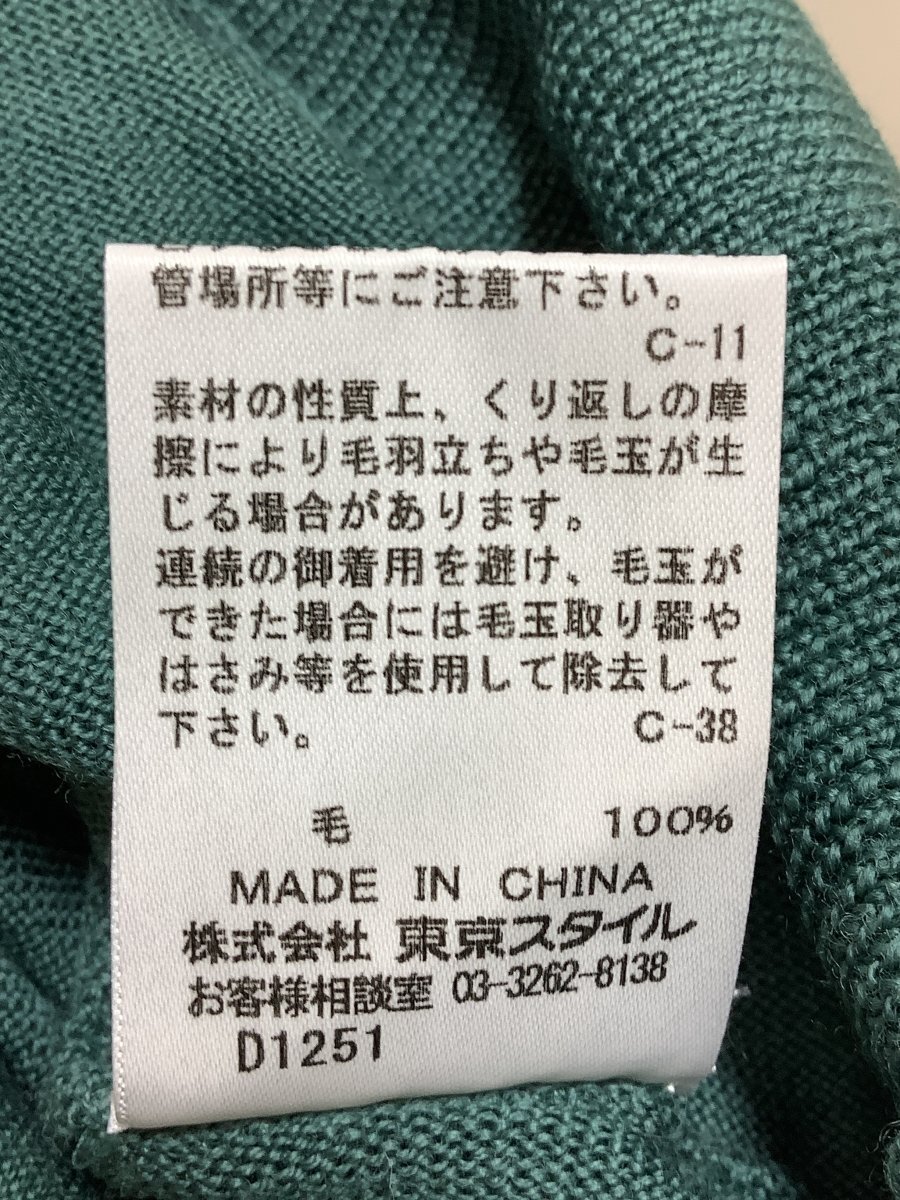 管場所等にご注意下さい。
C-11
素材の性質上、くり返しの摩
擦により毛羽立ちや毛玉が生
じる場合があります。
連続の御着用を避け、毛玉が
できた場合には毛玉取り器や
はさみ等を使用して除去して
下さい。 C-38
毛 100%
MADE IN CHINA
株式会社 東京スタイル
お客様相談室 03-3262-8138
D1251